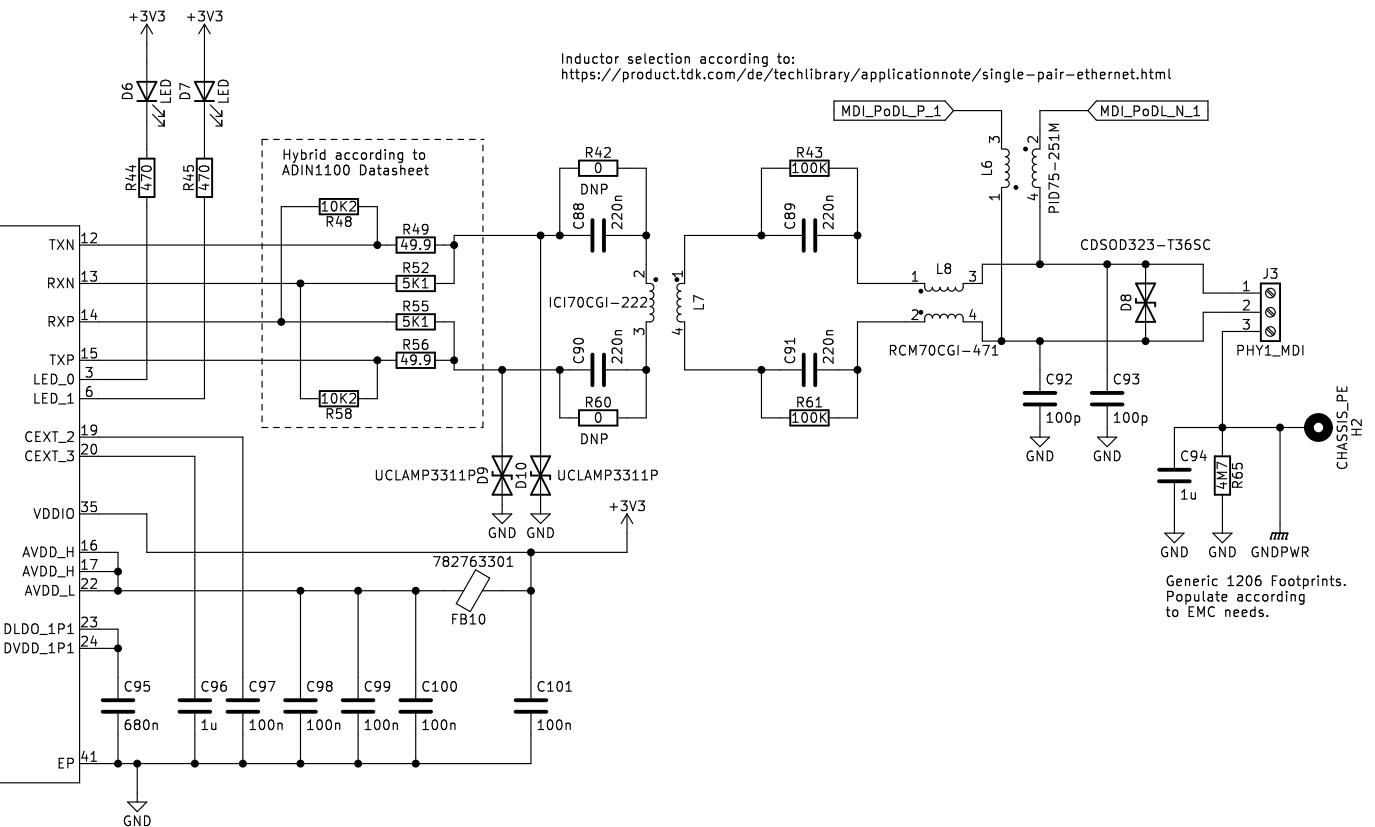 +3V3
+3V3
D6
LED
D7
LED
R44
470
R45
470
Inductor selection according to:
https://product.tdk.com/de/techlibrary/applicationnote/single-pair-ethernet.html
MDI_PoDL_P_1
MDI_PoDL_N_1
Hybrid according to
ADIN1100 Datasheet
R42
0
DNP
C88
220n
R43
100K
C89
220n
3
2
L6
PID75-251M
1
4
10K2
R48
R49
49.9
R52
5K1
R55
5K1
R56
49.9
10K2
R58
TXN
12
RXN
13
RXP
14
TXP
15
LED_0
3
LED_1
6
CEXT_2
19
CEXT_3
20
VDDIO
35
AVDD_H
16
AVDD_H
17
AVDD_L
22
DLDO_1P1
23
DVDD_1P1
24
EP
41
2
1
ICI70CGI-222
L7
3
4
C90
220n
R60
0
DNP
C91
220n
R61
100K
L8
1
3
2
4
RCM70CGI-471
CDSOD323-T36SC
D8
J3
1
2
3
PHY1_MDI
C92
100p
GND
C93
100p
GND
CHASSIS_PE
H2
C94
1u
4M7
R65
GND
GND
GNDPWR
Generic 1206 Footprints.
Populate according
to EMC needs.
UCLAMP3311P
D9
D10
UCLAMP3311P
GND
GND
+3V3
782763301
FB10
C95
680n
C96
1u
C97
100n
C98
100n
C99
100n
C100
100n
C101
100n
GND